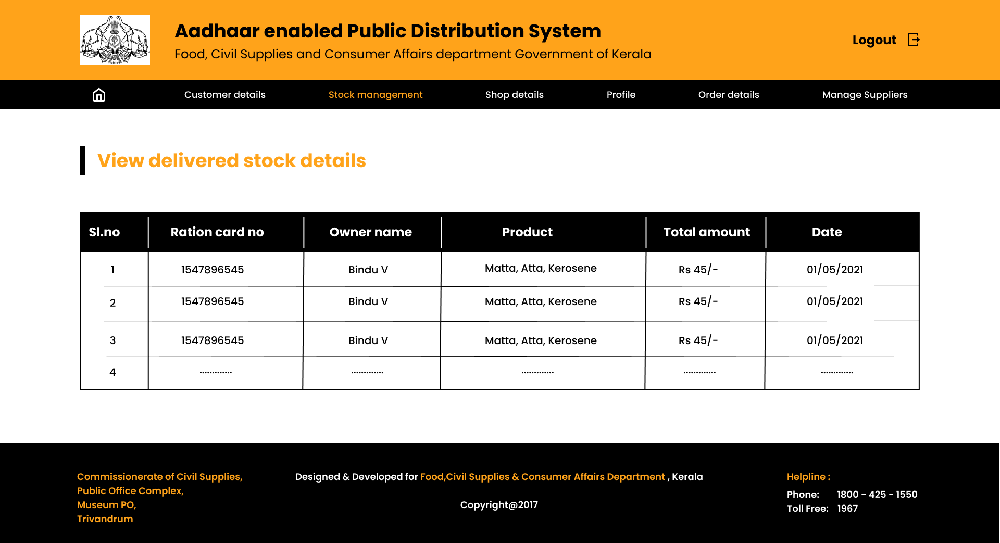 Aadhaar enabled Public Distribution System
Food, Civil Supplies and Consumer Affairs department Government of Kerala
Logout
Customer details Stock management Shop details Profile Order details Manage Suppliers
View delivered stock details
Sl.no Ration card no Owner name Product Total amount Date
1 1547896545 Bindu V Matta, Atta, Kerosene Rs 45/- 01/05/2021
2 1547896545 Bindu V Matta, Atta, Kerosene Rs 45/- 01/05/2021
3 1547896545 Bindu V Matta, Atta, Kerosene Rs 45/- 01/05/2021
4 ............. ............. ............. ............. .............
Commissionerate of Civil Supplies,
Public Office Complex,
Museum PO,
Trivandrum
Designed & Developed for Food,Civil Supplies & Consumer Affairs Department , Kerala
Copyright@2017
Helpline :
Phone: 1800 - 425 - 1550
Toll Free: 1967